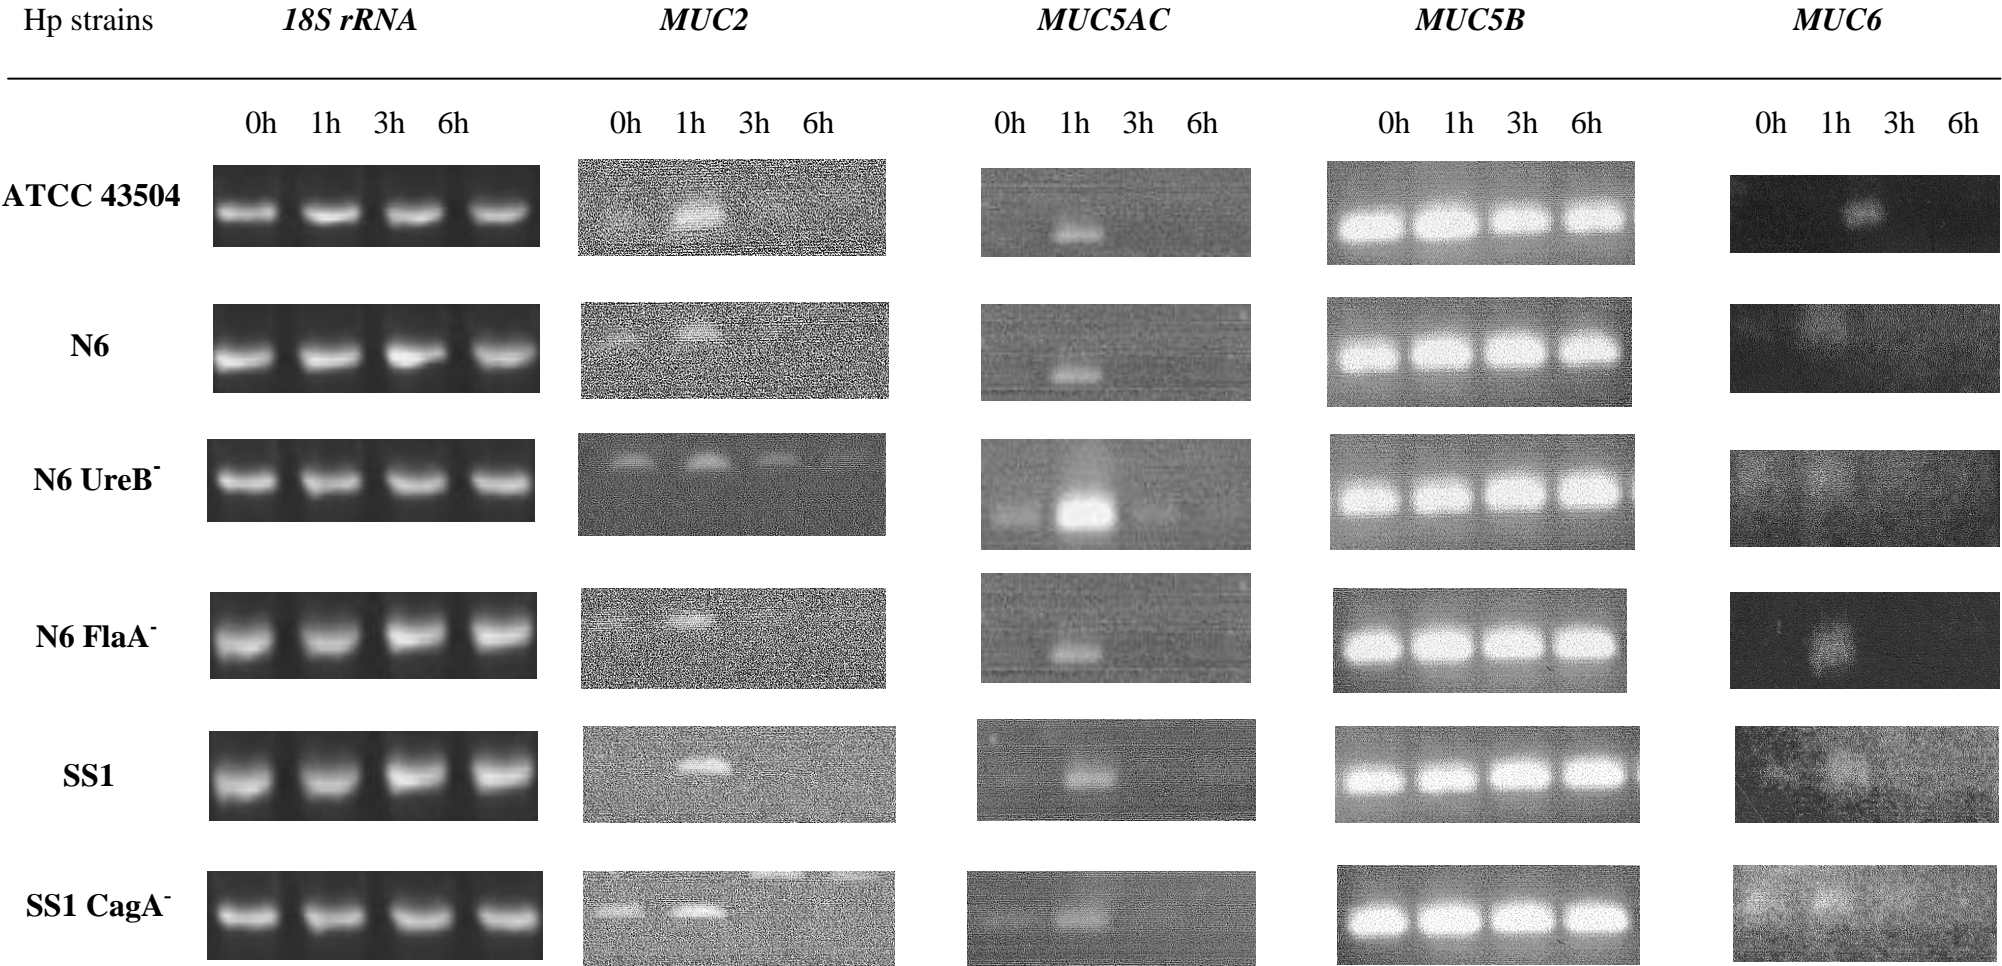 Hp strains 18S rRNA MUC2 MUC5AC MUC5B MUC6
0h 1h 3h 6h 0h 1h 3h 6h 0h 1h 3h 6h 0h 1h 3h 6h 0h 1h 3h 6h
ATCC 43504
N6
N6 UreB⁻
N6 FlaA⁻
SS1
SS1 CagA⁻